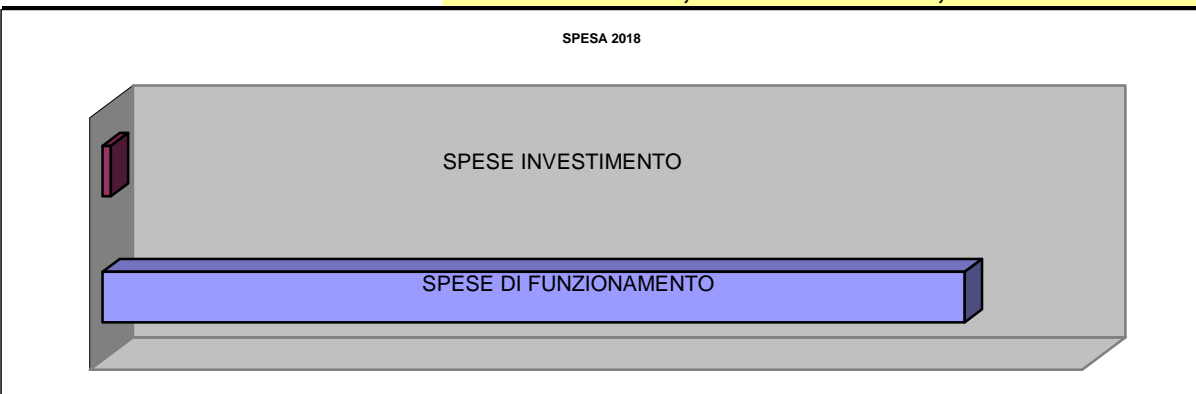 SPESA 2018
SPESE INVESTIMENTO
SPESE DI FUNZIONAMENTO